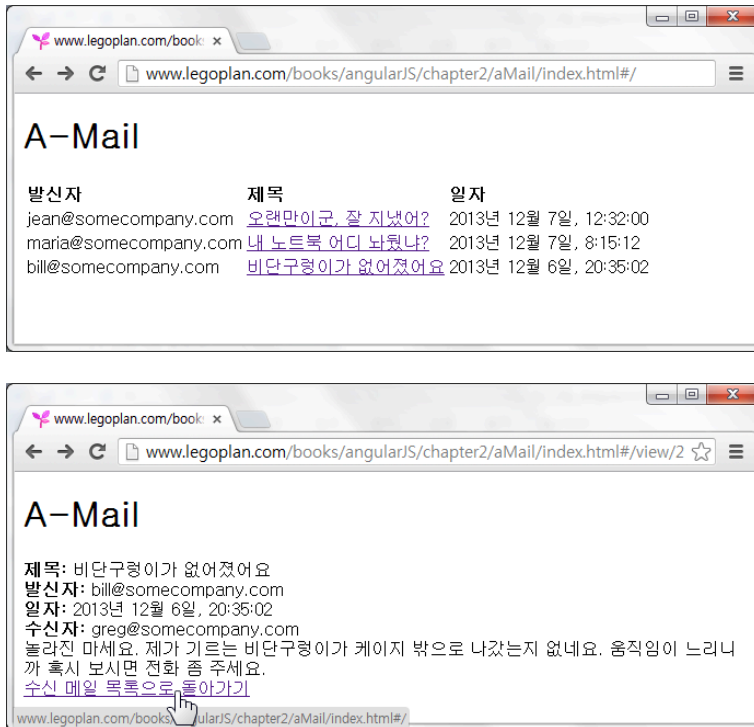 www.legoplan.com/book
www.legoplan.com/books/angularJS/chapter2/aMail/index.html#/
A-Mail
발신자 제목 일자
jean@somecompany.com 오랜만이군, 잘 지냈어? 2013년 12월 7일, 12:32:00
maria@somecompany.com 내 노트북 어디 놔뒀냐? 2013년 12월 7일, 8:15:12
bill@somecompany.com 비단구렁이가 없어졌어요 2013년 12월 6일, 20:35:02
www.legoplan.com/book
www.legoplan.com/books/angularJS/chapter2/aMail/index.html#/view/2
A-Mail
제목: 비단구렁이가 없어졌어요
발신자: bill@somecompany.com
일자: 2013년 12월 6일, 20:35:02
수신자: greg@somecompany.com
놀라진 마세요. 제가 기르는 비단구렁이가 케이지 밖으로 나갔는지 없네요. 움직임이 느리니
까 혹시 보시면 전화 좀 주세요.
수신 메일 목록으로 돌아가기
www.legoplan.com/books/ ularJS/chapter2/aMail/index.html#/